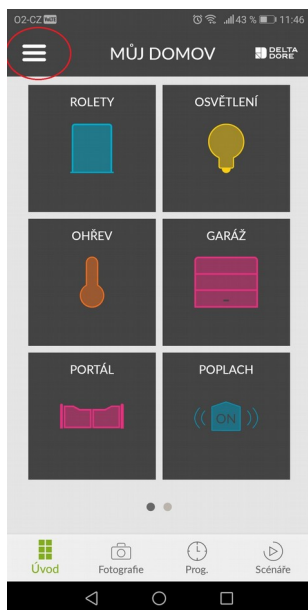 O2-CZ VoLTE 43 % 11:46
MŮJ DOMOV DELTA DORE
ROLETY OSVĚTLENÍ
OHŘEV GARÁŽ
PORTÁL POPLACH
ON
Úvod Fotografie Prog. Scénáře